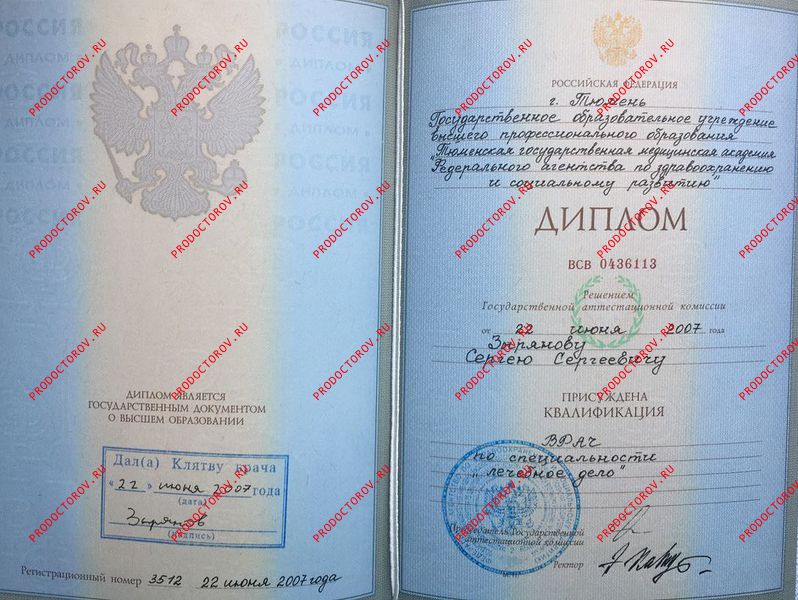 РОССИЯ
ДИПЛОМ
ДИПЛОМ ЯВЛЯЕТСЯ
ГОСУДАРСТВЕННЫМ ДОКУМЕНТОМ
О ВЫСШЕМ ОБРАЗОВАНИИ
Дал(а) Клятву врача
«22» июня 2007 года
(дата)
Зырянов
(подпись)
Регистрационный номер 3512 22 июня 2007 года
РОССИЙСКАЯ ФЕДЕРАЦИЯ
г. Тюмень
Государственное образовательное учреждение
высшего профессионального образования
"Тюменская государственная медицинская академия
Федерального агентства по здравоохранению
и социальному развитию"
ДИПЛОМ
ВСВ 0436113
Решением
Государственной аттестационной комиссии
от 22 июня 2007 года
Зырянову
Сергею Сергеевичу
ПРИСУЖДЕНА
КВАЛИФИКАЦИЯ
ВРАЧ
по специальности
"лечебное дело"
Председатель Государственной
аттестационной комиссии
Ректор
PRODOCTOROV.RU